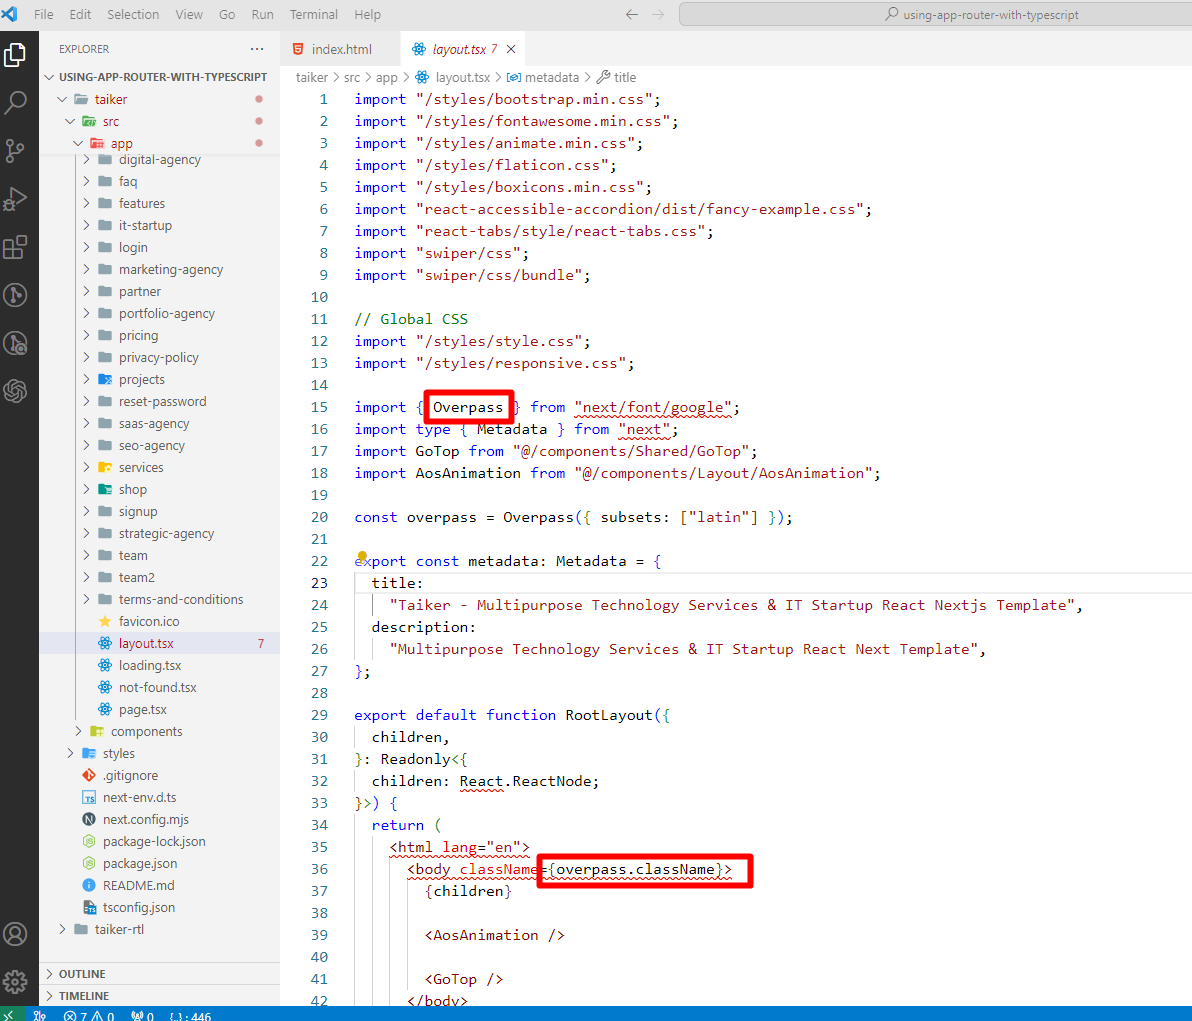 File Edit Selection View Go Run Terminal Help
using-app-router-with-typescript
EXPLORER
USING-APP-ROUTER-WITH-TYPESCRIPT
taiker
src
app
digital-agency
faq
features
it-startup
login
marketing-agency
partner
portfolio-agency
pricing
privacy-policy
projects
reset-password
saas-agency
seo-agency
services
shop
signup
strategic-agency
team
team2
terms-and-conditions
favicon.ico
layout.tsx 7
loading.tsx
not-found.tsx
page.tsx
components
styles
.gitignore
next-env.d.ts
next.config.mjs
package-lock.json
package.json
README.md
tsconfig.json
taiker-rtl
OUTLINE
TIMELINE
index.html
layout.tsx 7
taiker > src > app > layout.tsx > metadata > title
1 import "/styles/bootstrap.min.css";
2 import "/styles/fontawesome.min.css";
3 import "/styles/animate.min.css";
4 import "/styles/flaticon.css";
5 import "/styles/boxicons.min.css";
6 import "react-accessible-accordion/dist/fancy-example.css";
7 import "react-tabs/style/react-tabs.css";
8 import "swiper/css";
9 import "swiper/css/bundle";
10
11 // Global CSS
12 import "/styles/style.css";
13 import "/styles/responsive.css";
14
15 import { Overpass } from "next/font/google";
16 import type { Metadata } from "next";
17 import GoTop from "@/components/Shared/GoTop";
18 import AosAnimation from "@/components/Layout/AosAnimation";
19
20 const overpass = Overpass({ subsets: ["latin"] });
21
22 export const metadata: Metadata = {
23 title:
24 "Taiker - Multipurpose Technology Services & IT Startup React Nextjs Template",
25 description:
26 "Multipurpose Technology Services & IT Startup React Next Template",
27 };
28
29 export default function RootLayout({
30 children,
31 }: Readonly<{
32 children: React.ReactNode;
33 }>) {
34 return (
35 <html lang="en">
36 <body className={overpass.className}>
37 {children}
38
39 <AosAnimation />
40
41 <GoTop />
42 </body>
7 0 0 {..} : 446